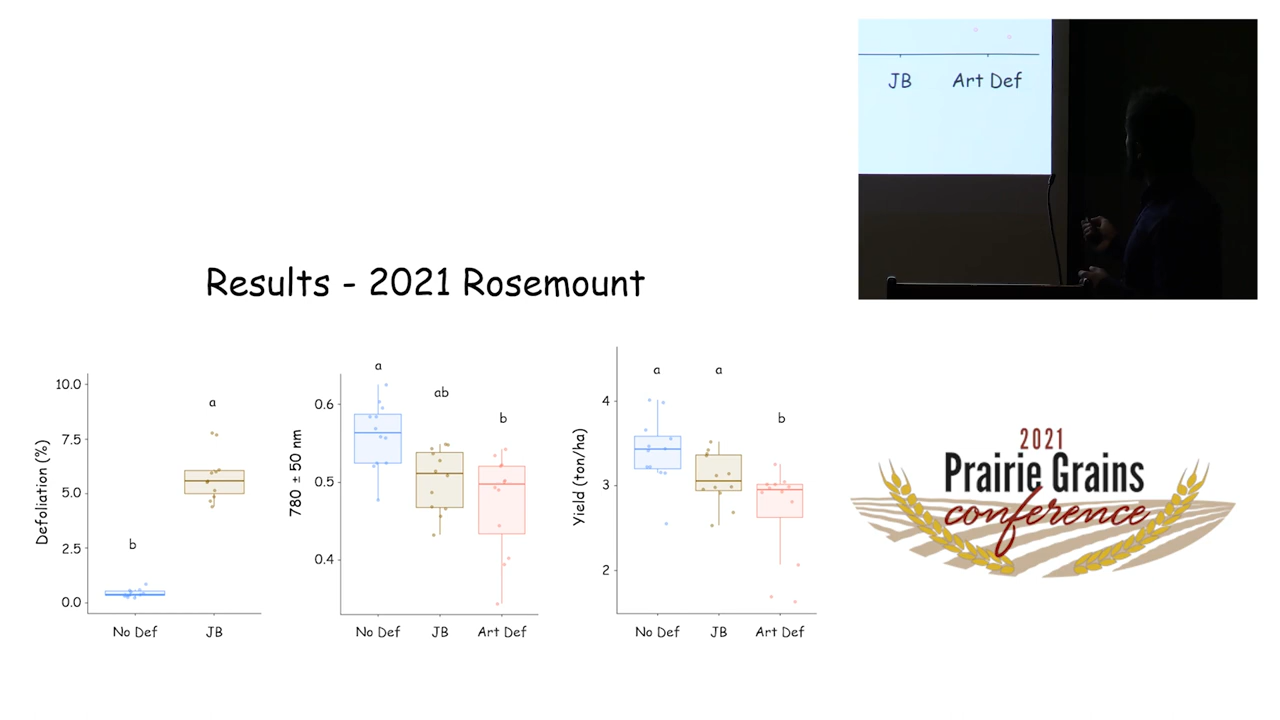 JB Art Def
Results - 2021 Rosemount
Defoliation (%)
10.0
7.5
5.0
2.5
0.0
b
a
No Def JB
780 ± 50 nm
0.6
0.5
0.4
a
ab
b
No Def JB Art Def
Yield (ton/ha)
4
3
2
a
a
b
No Def JB Art Def
2021
Prairie Grains
conference